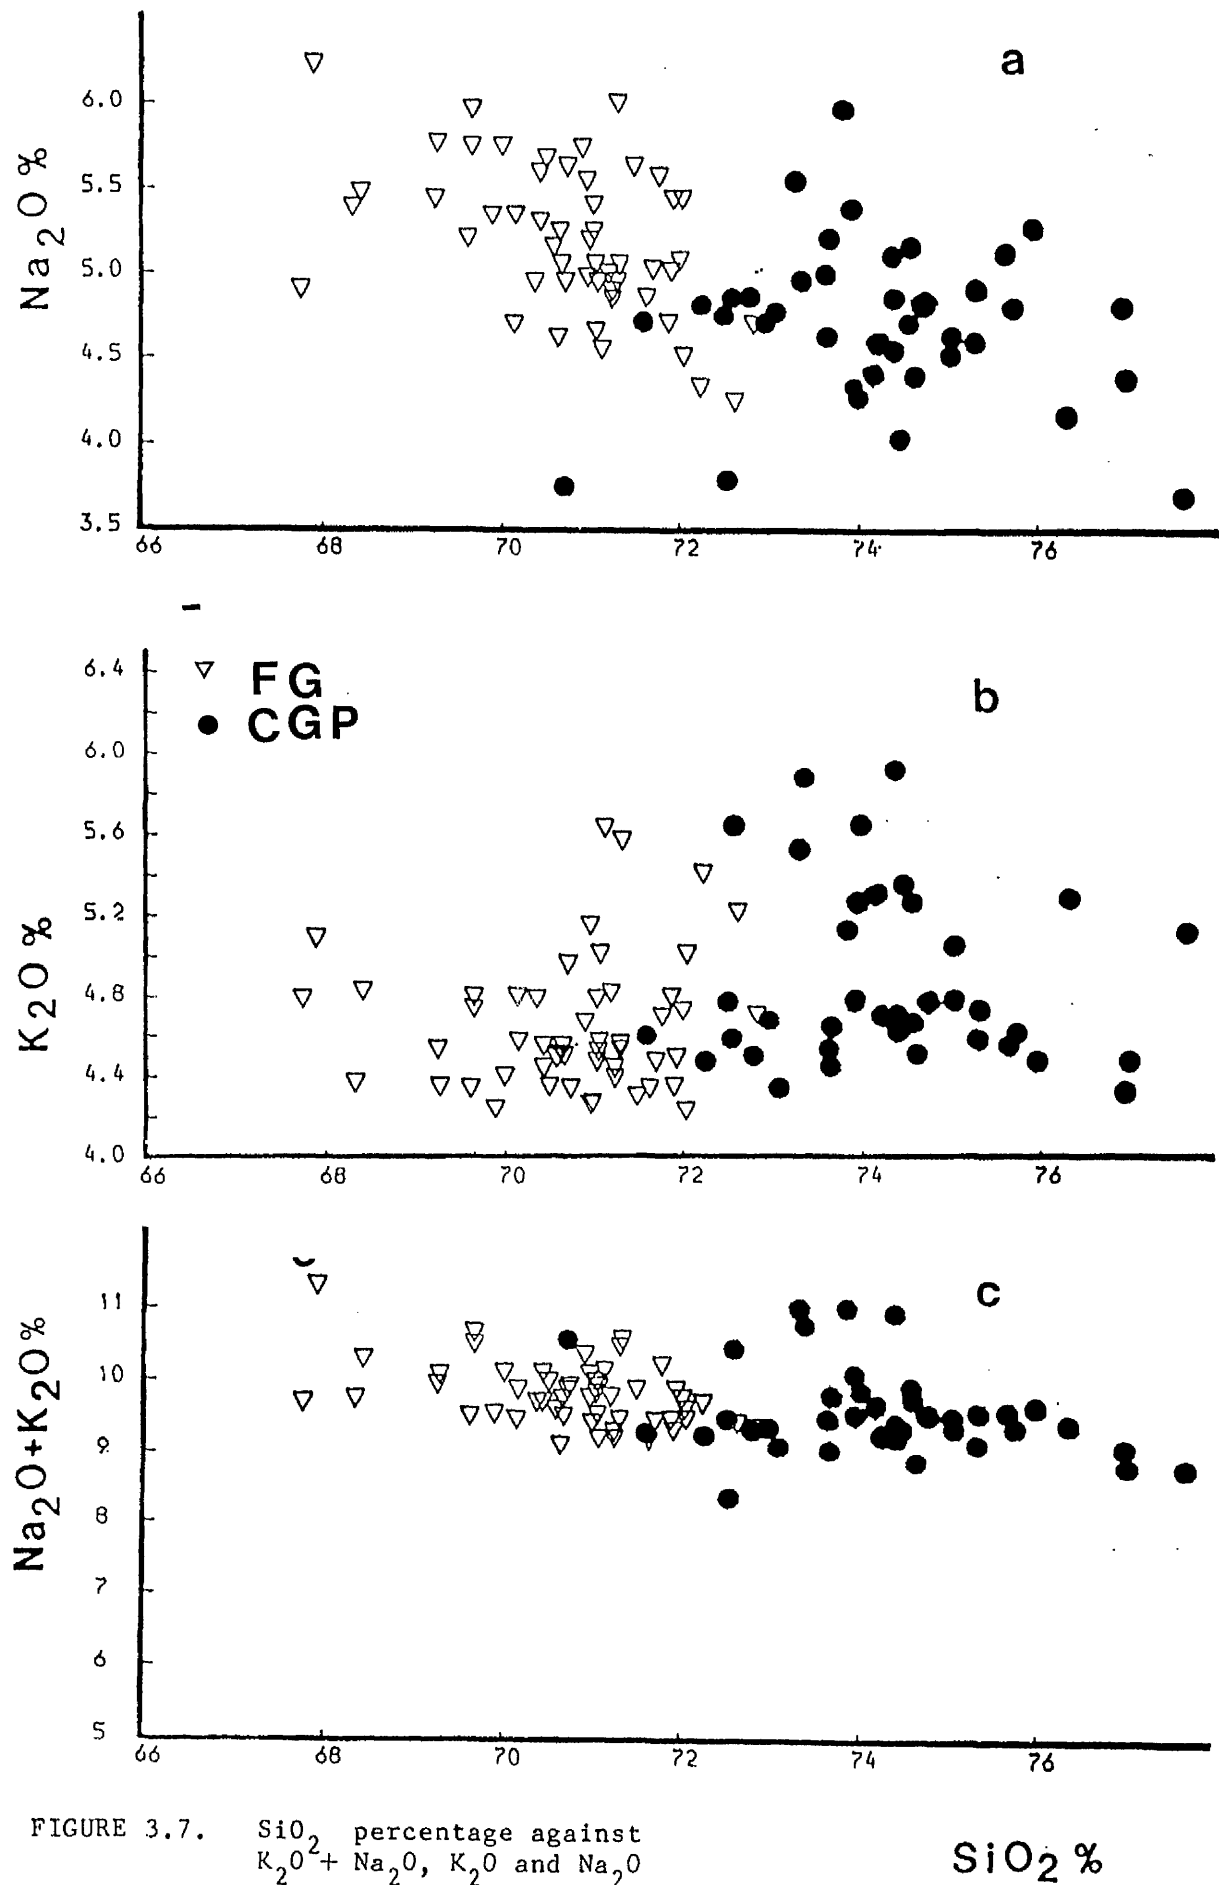 a
Na2O %
6.0
5.5
5.0
4.5
4.0
3.5
66 68 70 72 74 76
FG
CGP
b
K2O %
6.4
6.0
5.6
5.2
4.8
4.4
4.0
66 68 70 72 74 76
c
Na2O+K2O%
11
10
9
8
7
6
5
66 68 70 72 74 76
FIGURE 3.7. SiO2 percentage against
K2O + Na2O, K2O and Na2O
SiO2 %